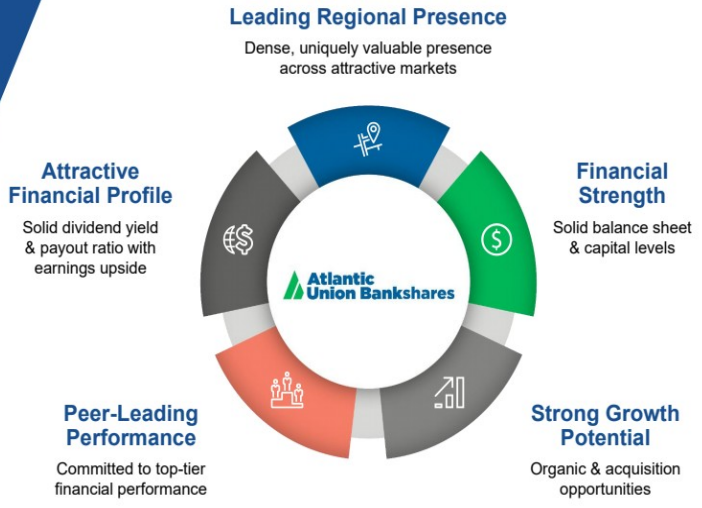 Leading Regional Presence
Dense, uniquely valuable presence
across attractive markets
Attractive
Financial Profile
Solid dividend yield
& payout ratio with
earnings upside
Financial
Strength
Solid balance sheet
& capital levels
Atlantic
Union Bankshares
Peer-Leading
Performance
Committed to top-tier
financial performance
Strong Growth
Potential
Organic & acquisition
opportunities